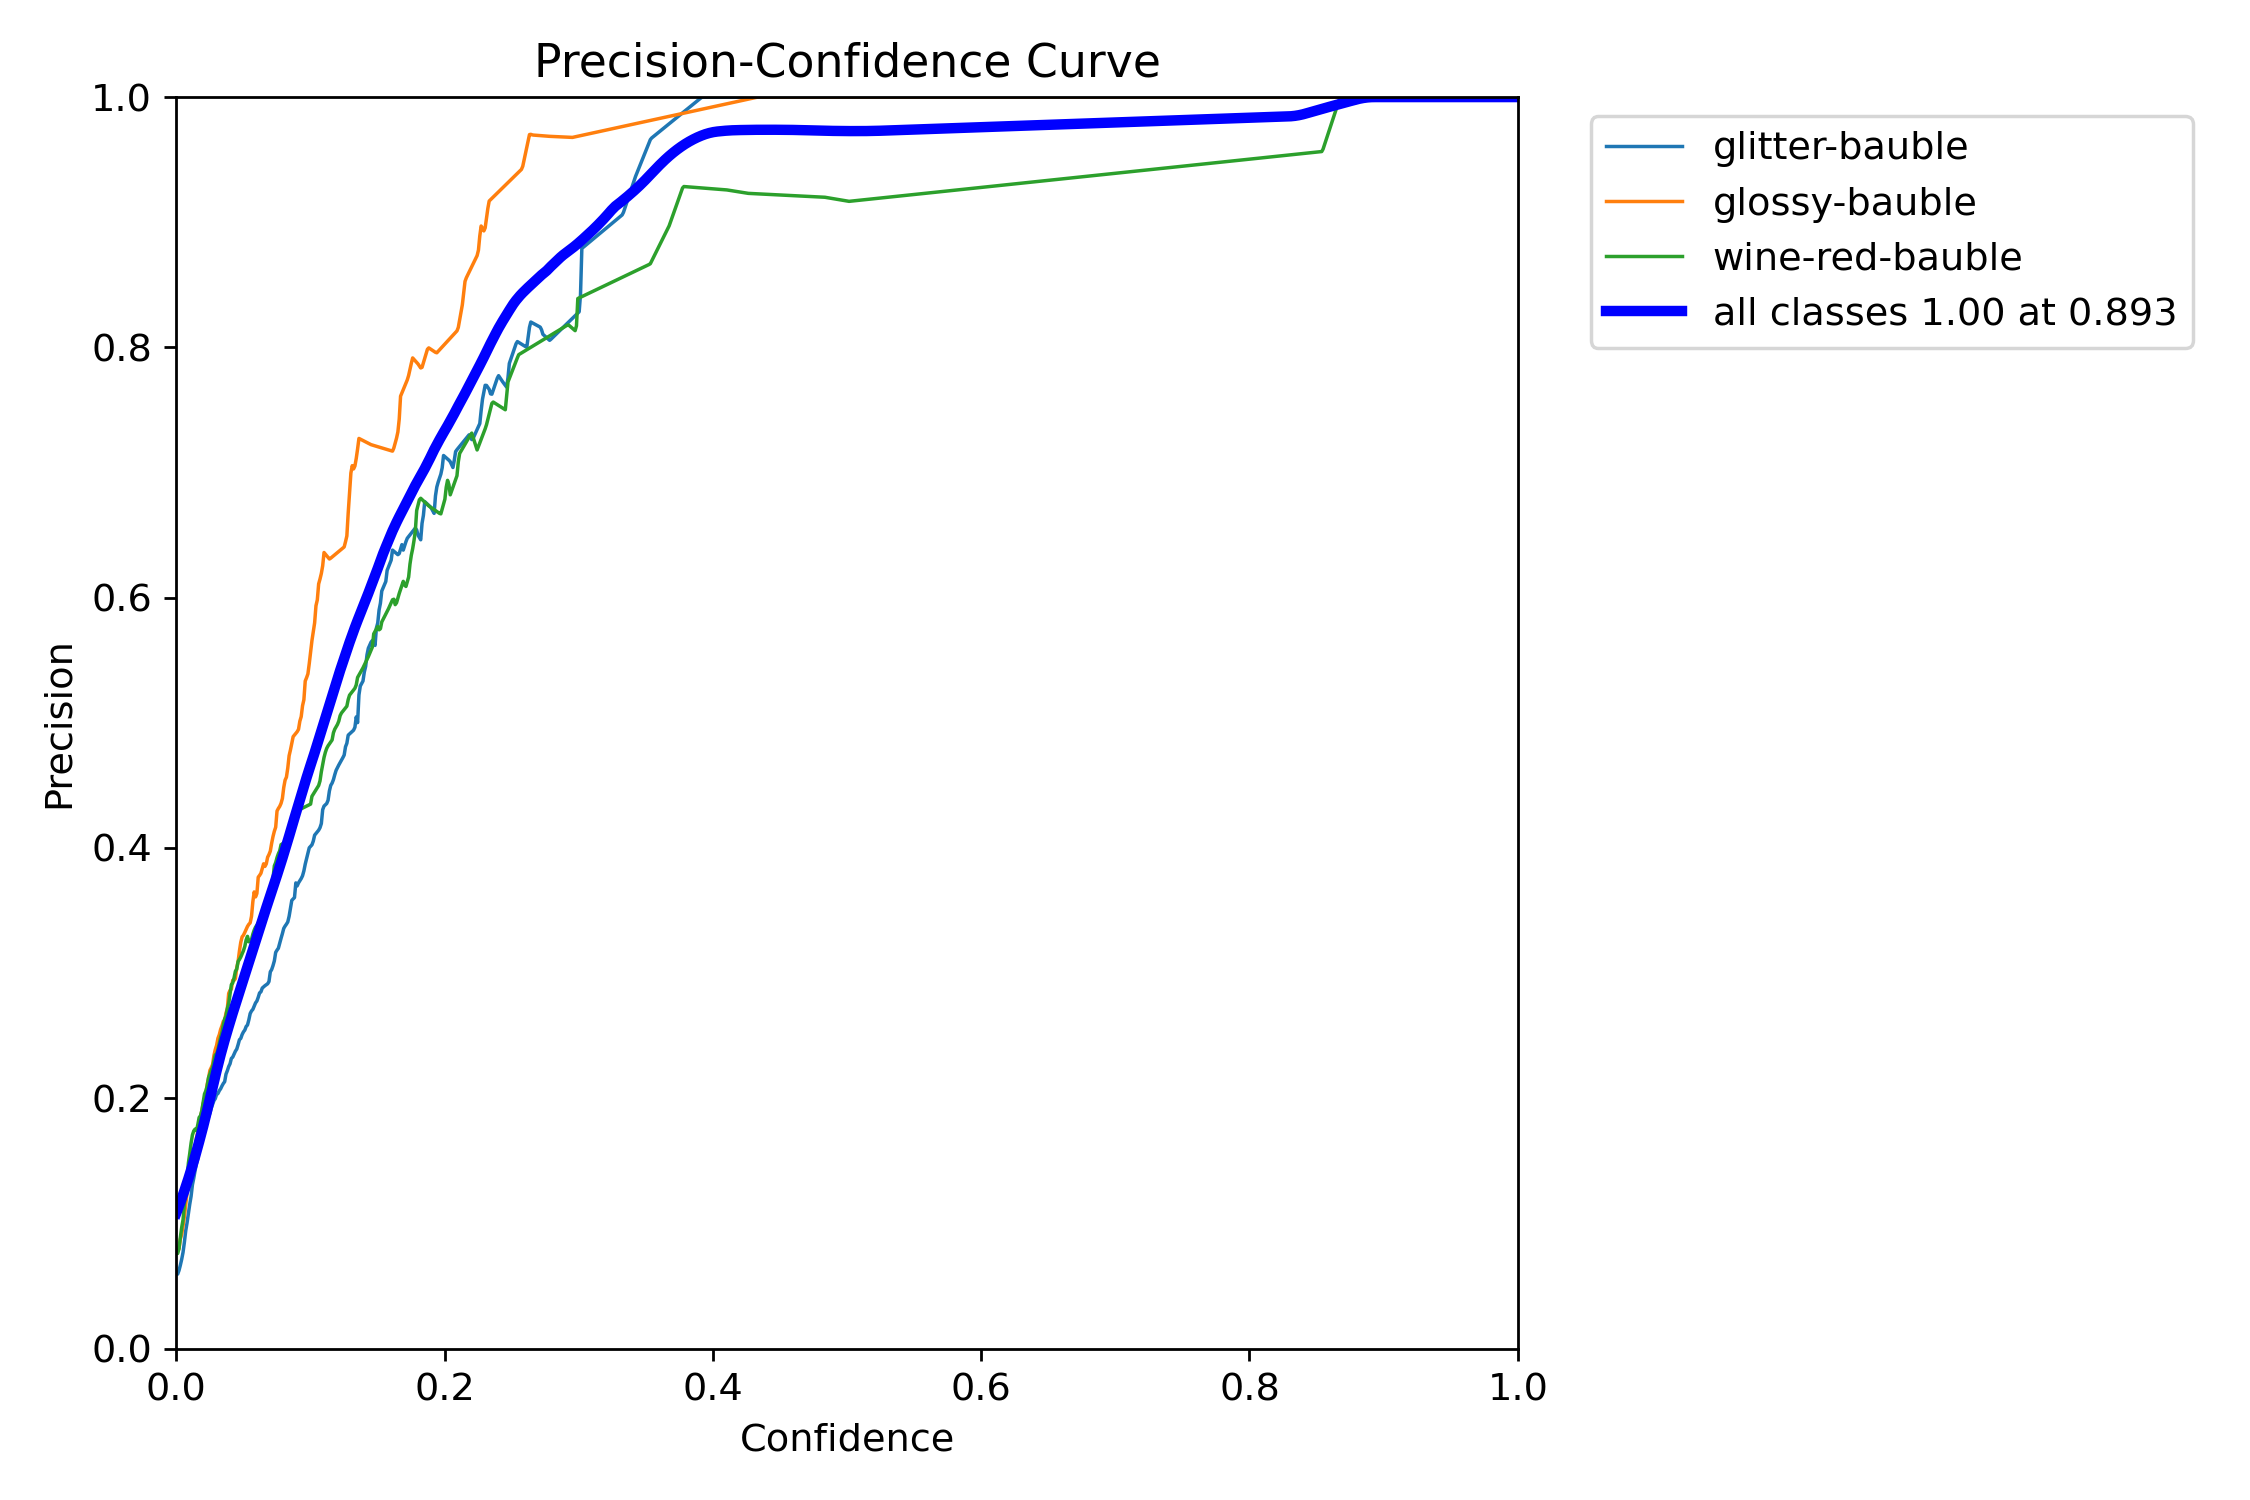 Precision-Confidence Curve
1.0
0.8
0.6
0.4
0.2
0.0
Precision
0.0 0.2 0.4 0.6 0.8 1.0
Confidence
glitter-bauble
glossy-bauble
wine-red-bauble
all classes 1.00 at 0.893